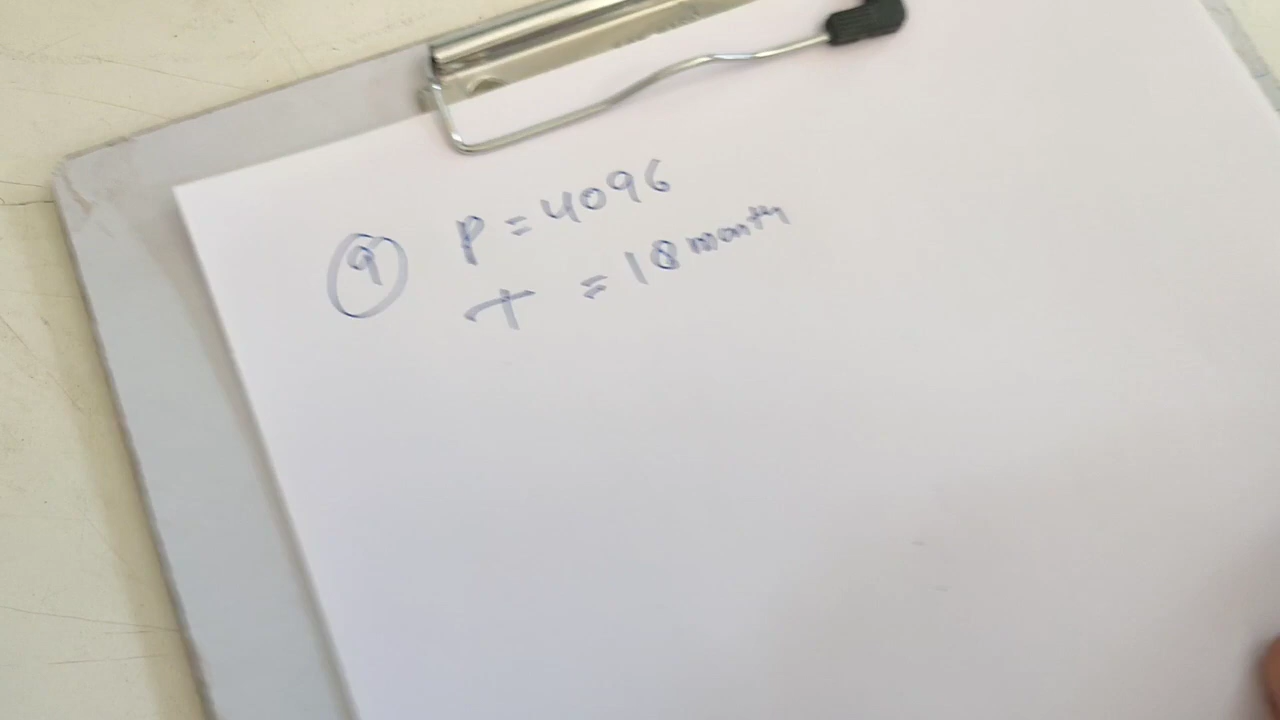 9 P = 4096
T = 18 month